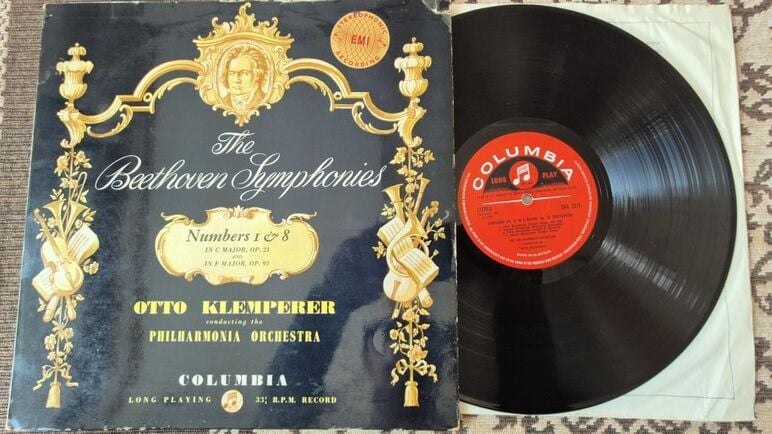 STEREOPHONIC
EMI
RECORDING
The
Beethoven Symphonies
Numbers 1 & 8
IN C MAJOR, OP. 21
AND
IN F MAJOR, OP. 93
OTTO KLEMPERER
conducting the
PHILHARMONIA ORCHESTRA
COLUMBIA
LONG PLAYING 33⅓ R.P.M. RECORD
COLUMBIA
LONG PLAY
STEREO